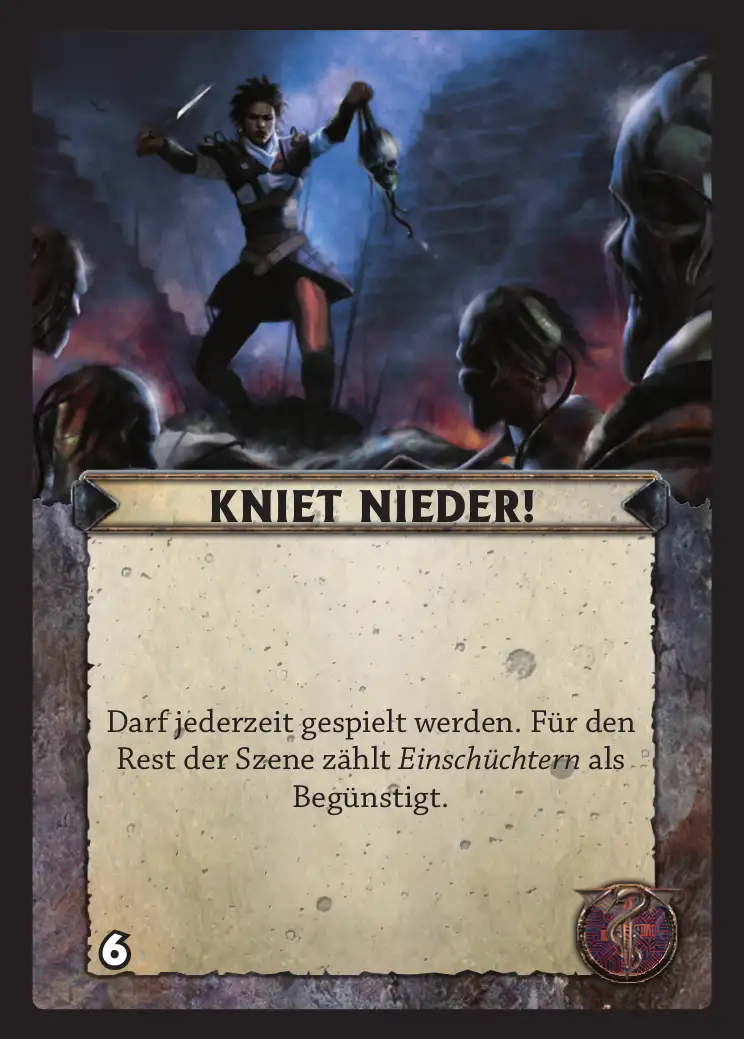 KNIET NIEDER!
Darf jederzeit gespielt werden. Für den
Rest der Szene zählt Einschüchtern als
Begünstigt.
6